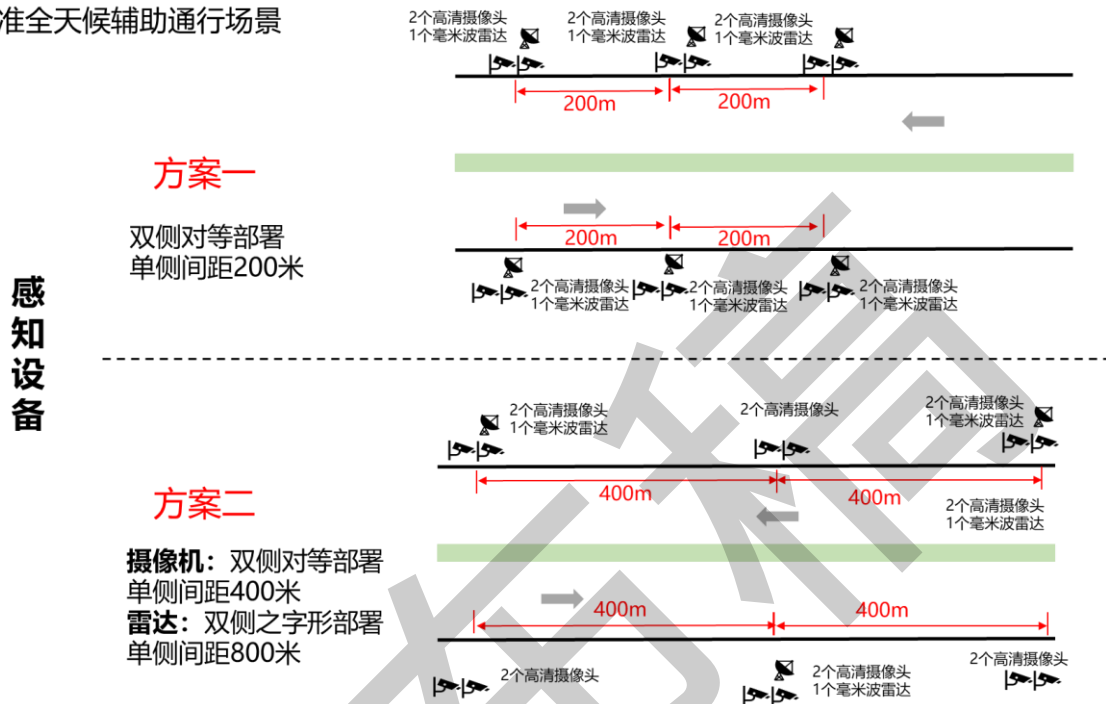 准全天候辅助通行场景
2个高清摄像头
1个毫米波雷达
2个高清摄像头
1个毫米波雷达
2个高清摄像头
1个毫米波雷达
200m
200m
方案一
双侧对等部署
单侧间距200米
200m
200m
2个高清摄像头
1个毫米波雷达
2个高清摄像头
1个毫米波雷达
2个高清摄像头
1个毫米波雷达
感知设备
2个高清摄像头
1个毫米波雷达
2个高清摄像头
2个高清摄像头
1个毫米波雷达
400m
400m
2个高清摄像头
1个毫米波雷达
方案二
摄像机：双侧对等部署
单侧间距400米
雷达：双侧之字形部署
单侧间距800米
400m
400m
2个高清摄像头
2个高清摄像头
1个毫米波雷达
2个高清摄像头
布稿